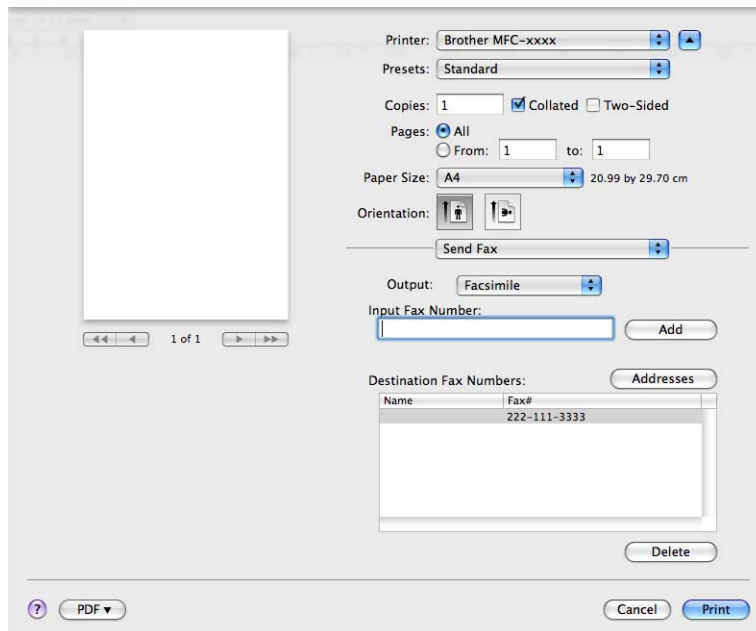 Printer: Brother MFC-xxxx
Presets: Standard
Copies: 1 Collated Two-Sided
Pages: All
From: 1 to: 1
Paper Size: A4 20.99 by 29.70 cm
Orientation:
Send Fax
Output: Facsimile
Input Fax Number:
Add
1 of 1
Destination Fax Numbers: Addresses
Name Fax#
222-111-3333
Delete
? PDF Cancel Print